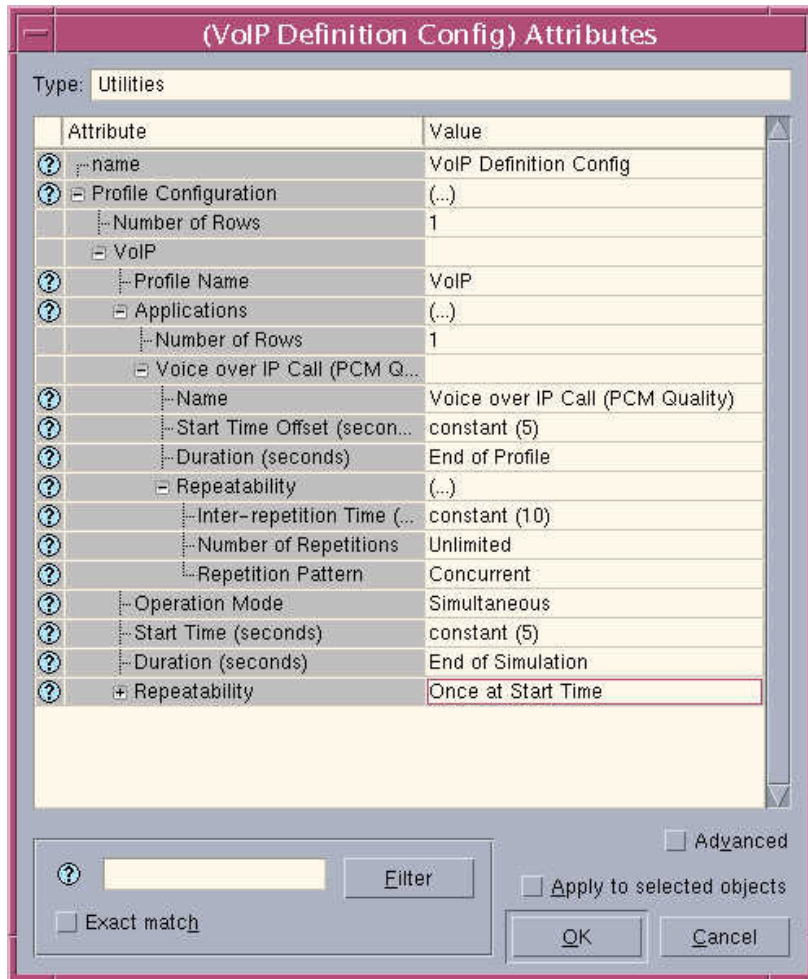 (VoIP Definition Config) Attributes
Type: Utilities
Attribute Value
name VoIP Definition Config
Profile Configuration (...)
Number of Rows 1
VoIP
Profile Name VoIP
Applications (...)
Number of Rows 1
Voice over IP Call (PCM Q...
Name Voice over IP Call (PCM Quality)
Start Time Offset (secon... constant (5)
Duration (seconds) End of Profile
Repeatability (...)
Inter-repetition Time (... constant (10)
Number of Repetitions Unlimited
Repetition Pattern Concurrent
Operation Mode Simultaneous
Start Time (seconds) constant (5)
Duration (seconds) End of Simulation
Repeatability Once at Start Time
Advanced
Filter
Apply to selected objects
Exact match
OK Cancel